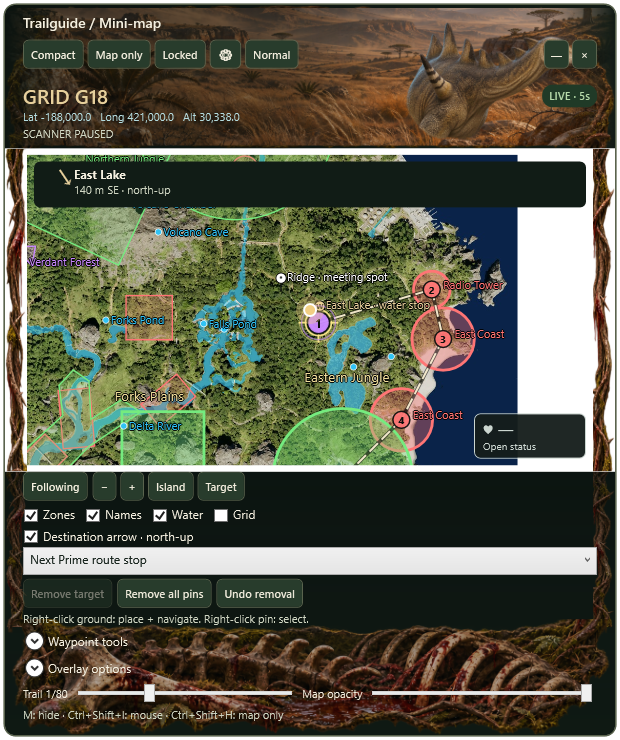 Trailguide / Mini-map
Compact Map only Locked Normal — ×
GRID G18
LIVE · 5s
Lat -188,000.0 Long 421,000.0 Alt 30,338.0
SCANNER PAUSED
Northern Jungle
East Lake
140 m SE · north-up
Volcano Cave
Verdant Forest
Ridge · meeting spot
2 Radio Tower
East Lake · water stop
Forks Pond
Falls Pond
1
3 East Coast
Eastern Jungle
Forks Plains
4 East Coast
Delta River
—
Open status
Following − + Island Target
Zones Names Water Grid
Destination arrow · north-up
Next Prime route stop
Remove target Remove all pins Undo removal
Right-click ground: place + navigate. Right-click pin: select.
Waypoint tools
Overlay options
Trail 1/80 Map opacity
M: hide · Ctrl+Shift+I: mouse · Ctrl+Shift+H: map only